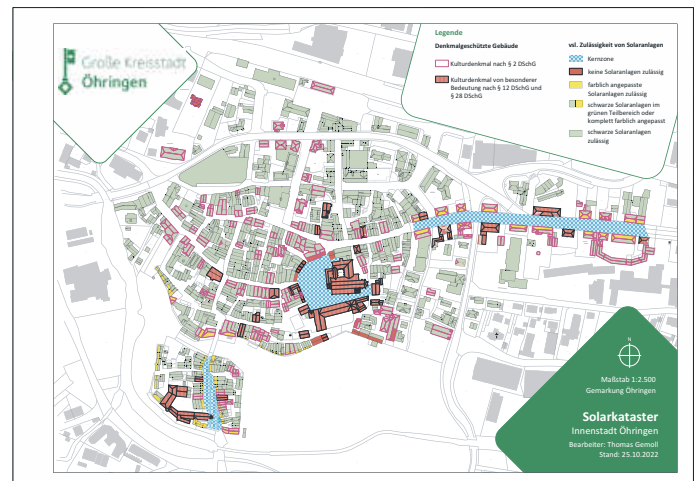 Große Kreisstadt
Öhringen
Legende
Denkmalgeschützte Gebäude
Kulturdenkmal nach § 2 DSchG
Kulturdenkmal von besonderer
Bedeutung nach § 12 DSchG und
§ 28 DSchG
vsl. Zulässigkeit von Solaranlagen
Kernzone
keine Solaranlagen zulässig
farblich angepasste
Solaranlagen zulässig
schwarze Solaranlagen im
grünen Teilbereich oder
komplett farblich angepasst
schwarze Solaranlagen
zulässig
N
Maßstab 1:2.500
Gemarkung Öhringen
Solarkataster
Innenstadt Öhringen
Bearbeiter: Thomas Gemoll
Stand: 25.10.2022